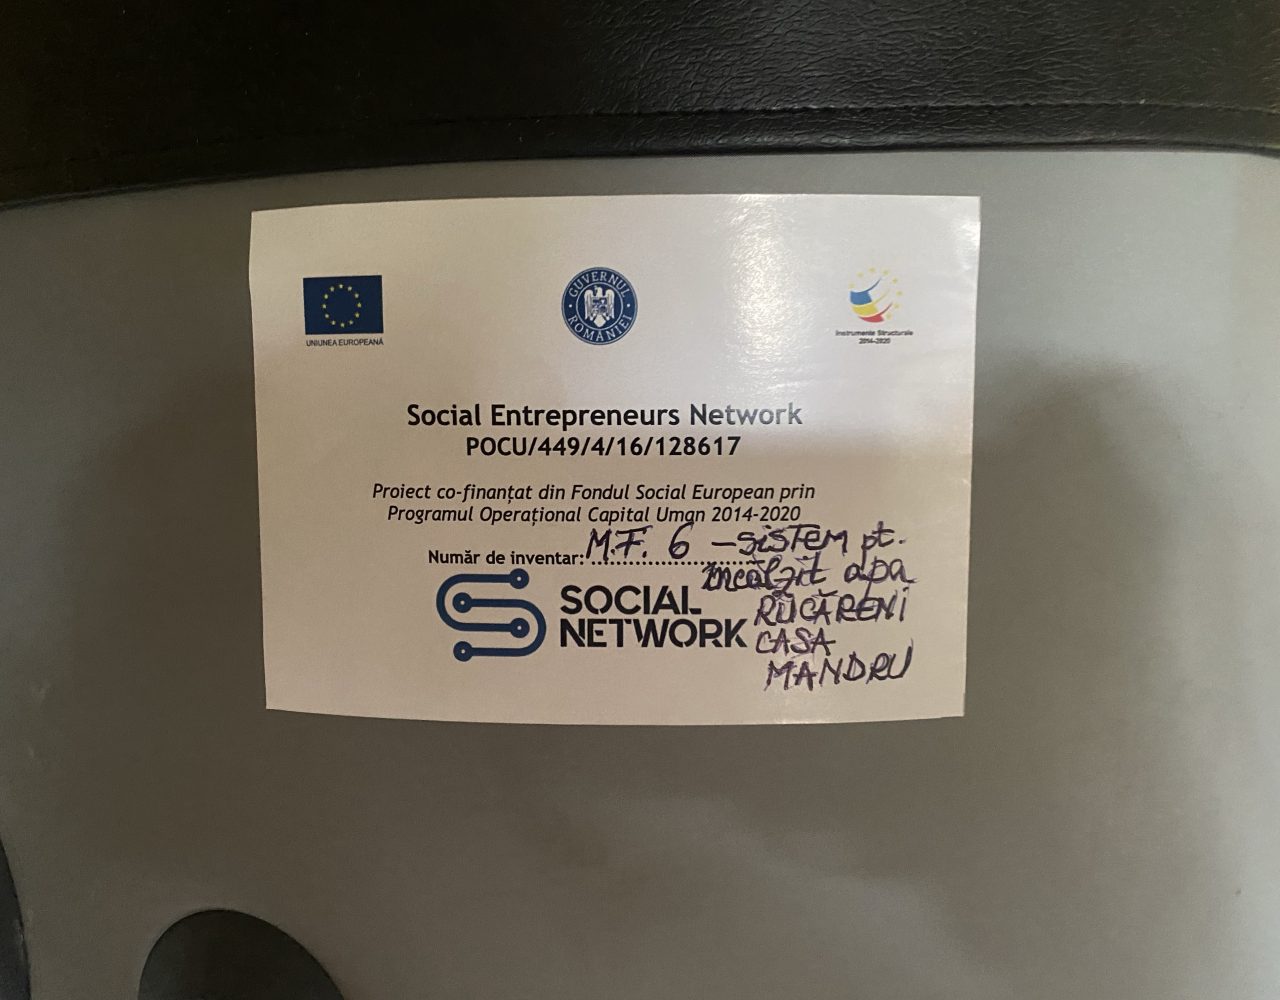 UNIUNEA EUROPEANĂ
GUVERNUL ROMÂNIEI
Instrumente Structurale
2014-2020
Social Entrepreneurs Network
POCU/449/4/16/128617
Proiect co-finanțat din Fondul Social European prin
Programul Operațional Capital Uman 2014-2020
Număr de inventar: M.F. 6 – SISTEM pt.
încălzit apa
RUCĂRENI
CASA
MANDRU
SOCIAL
NETWORK